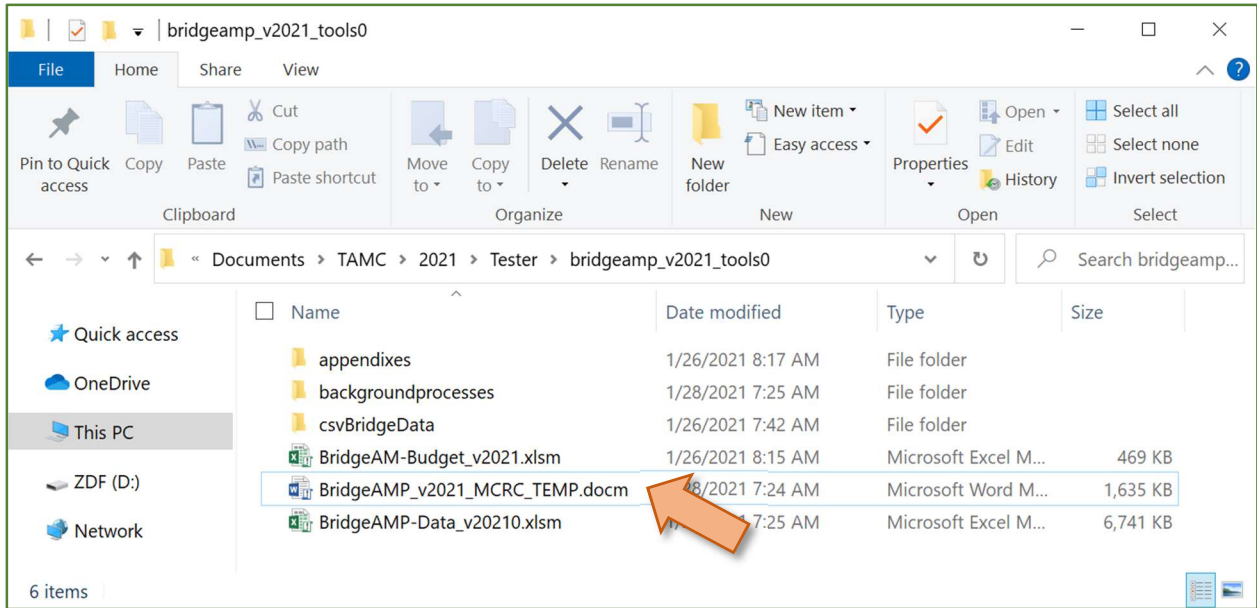 bridgeamp_v2021_tools0
File Home Share View
Pin to Quick access
Copy
Paste
Cut
Copy path
Paste shortcut
Clipboard
Move to
Copy to
Delete
Rename
Organize
New folder
New item
Easy access
New
Properties
Open
Edit
History
Open
Select all
Select none
Invert selection
Select
« Documents > TAMC > 2021 > Tester > bridgeamp_v2021_tools0
Search bridgeamp...
Quick access
OneDrive
This PC
ZDF (D:)
Network
Name Date modified Type Size
appendixes 1/26/2021 8:17 AM File folder
backgroundprocesses 1/28/2021 7:25 AM File folder
csvBridgeData 1/26/2021 7:42 AM File folder
BridgeAM-Budget_v2021.xlsm 1/26/2021 8:15 AM Microsoft Excel M... 469 KB
BridgeAMP_v2021_MCRC_TEMP.docm 8/2021 7:24 AM Microsoft Word M... 1,635 KB
BridgeAMP-Data_v20210.xlsm 7:25 AM Microsoft Excel M... 6,741 KB
6 items